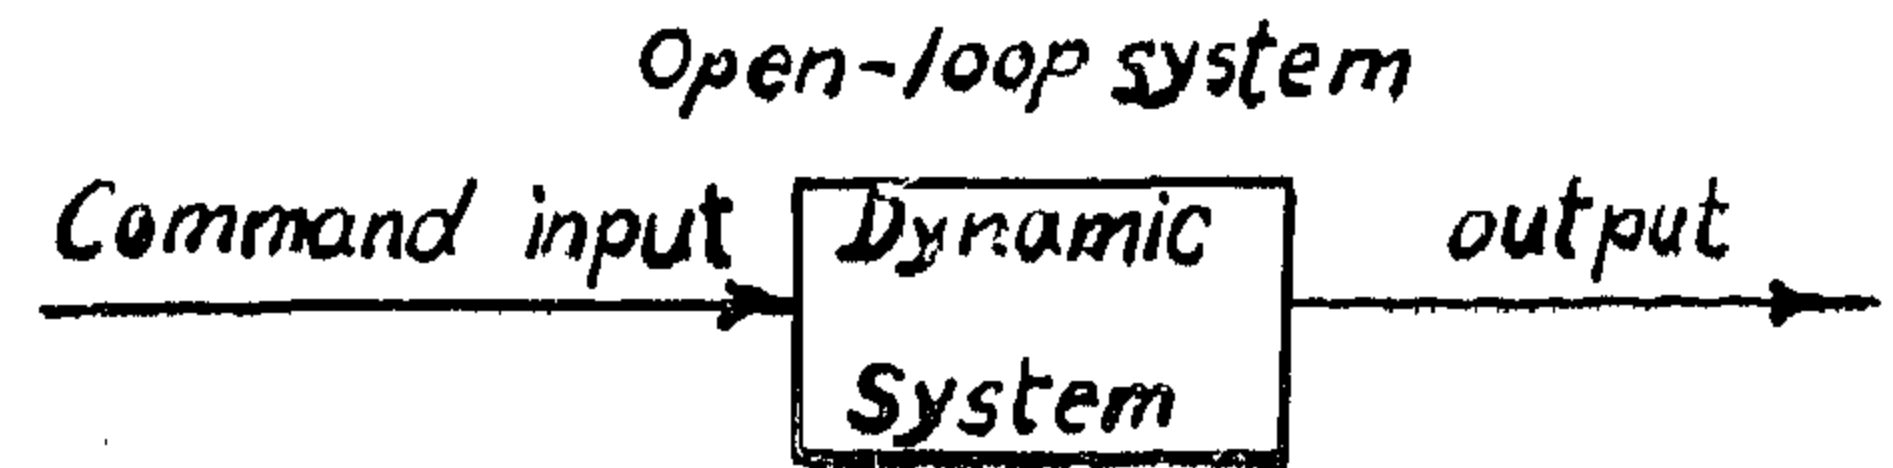 Open-loop system
Command input
Dynamic
System
output